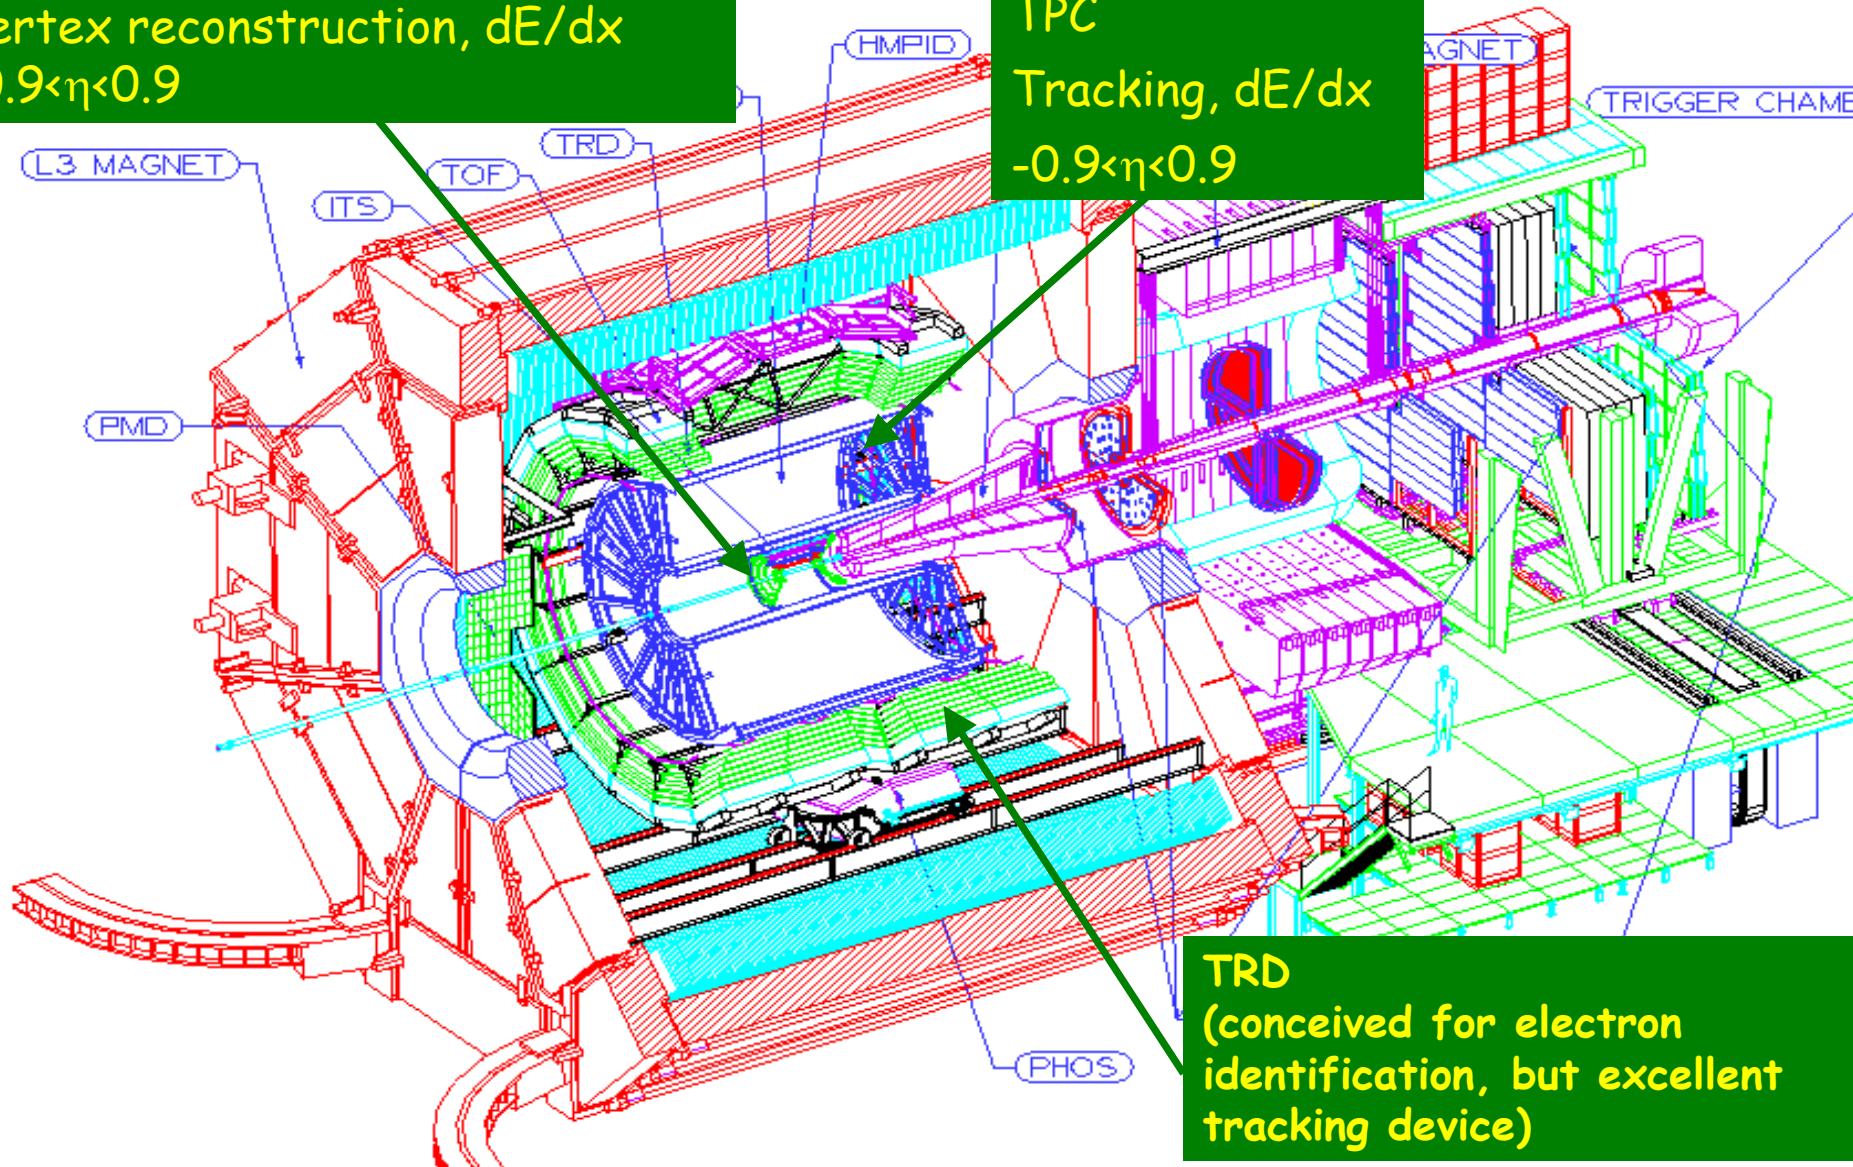 ertex reconstruction, dE/dx
0.9<η<0.9
TPC
Tracking, dE/dx
-0.9<η<0.9
HMPID
AGNET
TRIGGER CHAMB
TRD
L3 MAGNET
TOF
ITS
PMD
PHOS
TRD
(conceived for electron
identification, but excellent
tracking device)